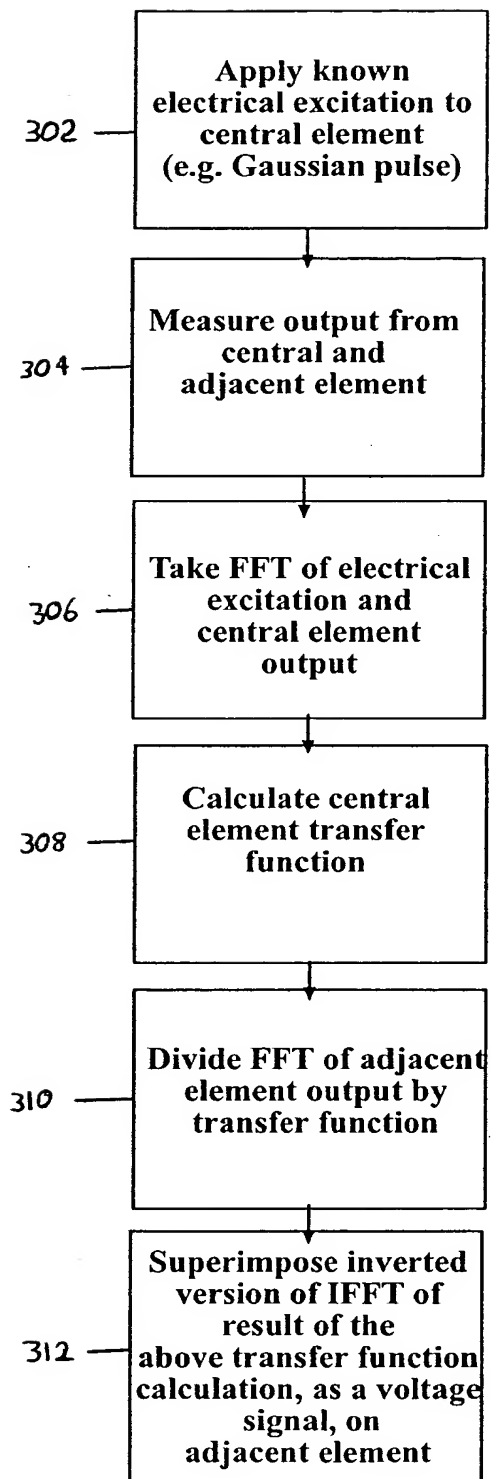 Apply known
electrical excitation to
302
central element
(e.g. Gaussian pulse)
Measure output from
central and
304
adjacent element
Take FFT of electrical
excitation and
306
central element
output
Calculate central
element transfer
308
function
Divide FFT of adjacent
element output by
310
transfer function
Superimpose inverted
version of IFFT of
result of the
312
above transfer function
calculation, as a voltage
signal, on
adjacent element